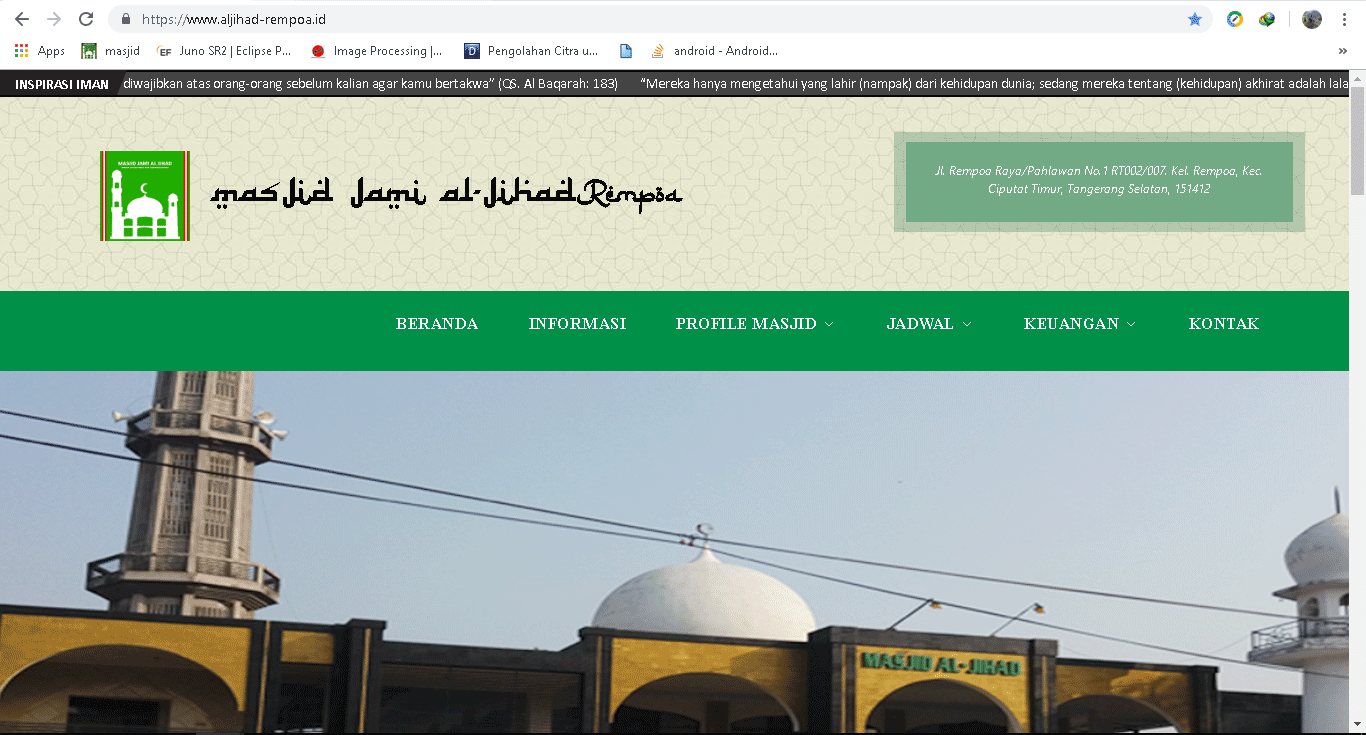 https://www.aljihad-rempoa.id
Apps masjid Juno SR2 | Eclipse P... Image Processing |... Pengolahan Citra u... android - Android... »
INSPIRASI IMAN diwajibkan atas orang-orang sebelum kalian agar kamu bertakwa” (QS. Al Baqarah: 183) “Mereka hanya mengetahui yang lahir (nampak) dari kehidupan dunia; sedang mereka tentang (kehidupan) akhirat adalah lala
MASJID JAMI AL JIHAD
masjid Jami al-Jihad Rempoa
Jl. Rempoa Raya/Pahlawan No.1 RT002/007. Kel. Rempoa, Kec.
Ciputat Timur, Tangerang Selatan, 151412
BERANDA INFORMASI PROFILE MASJID JADWAL KEUANGAN KONTAK
MASJID AL-JIHAD